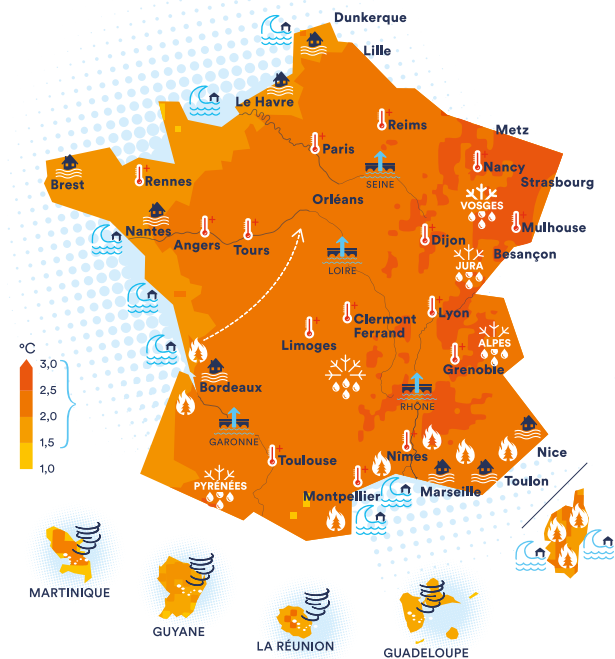 Dunkerque
Lille
Le Havre
Reims
Metz
Paris
Nancy
Strasbourg
Brest
Rennes
SEINE
VOSGES
Orléans
Nantes
Angers
Tours
Dijon
Mulhouse
Besançon
JURA
LOIRE
Lyon
Clermont
Ferrand
Limoges
ALPES
Grenoble
°C
3,0
2,0
1,5
1,0
Bordeaux
RHÔNE
GARONNE
Toulouse
Nîmes
Nice
PYRÉNÉES
Montpellier
Marseille
Toulon
MARTINIQUE
GUYANE
LA RÉUNION
GUADELOUPE